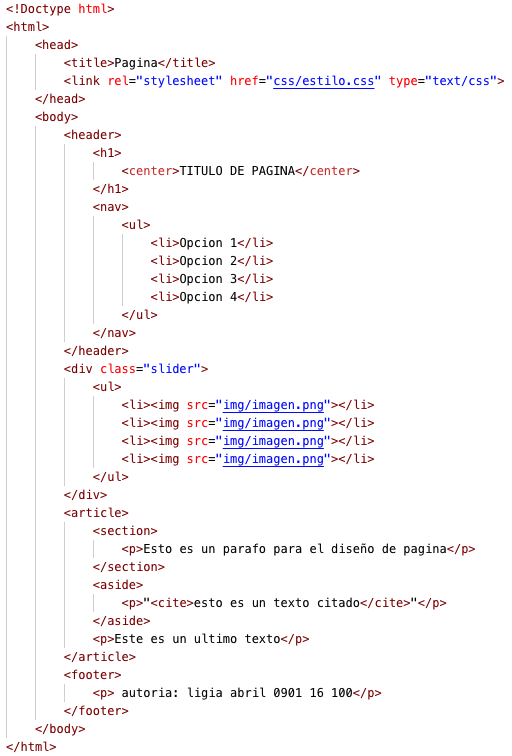 <!Doctype html>
<html>
<head>
<title>Pagina</title>
<link rel="stylesheet" href="css/estilo.css" type="text/css">
</head>
<body>
<header>
<h1>
<center>TITULO DE PAGINA</center>
</h1>
<nav>
<ul>
<li>Opcion 1</li>
<li>Opcion 2</li>
<li>Opcion 3</li>
<li>Opcion 4</li>
</ul>
</nav>
</header>
<div class="slider">
<ul>
<li><img src="img/imagen.png"></li>
<li><img src="img/imagen.png"></li>
<li><img src="img/imagen.png"></li>
<li><img src="img/imagen.png"></li>
</ul>
</div>
<article>
<section>
<p>Esto es un parafo para el diseño de pagina</p>
</section>
<aside>
<p>"<cite>esto es un texto citado</cite>"</p>
</aside>
<p>Este es un ultimo texto</p>
</article>
<footer>
<p> autoria: ligia abril 0901 16 100</p>
</footer>
</body>
</html>